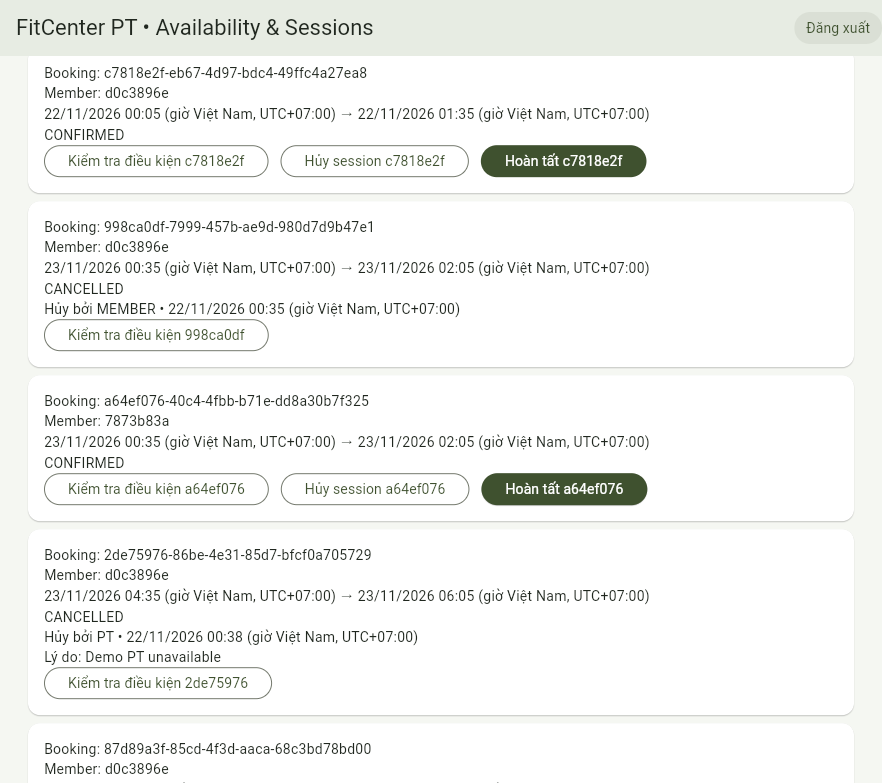 FitCenter PT • Availability & Sessions
Đăng xuất
Booking: c7818e2f-eb67-4d97-bdc4-49ffc4a27ea8
Member: d0c3896e
22/11/2026 00:05 (giờ Việt Nam, UTC+07:00) → 22/11/2026 01:35 (giờ Việt Nam, UTC+07:00)
CONFIRMED
Kiểm tra điều kiện c7818e2f
Hủy session c7818e2f
Hoàn tất c7818e2f
Booking: 998ca0df-7999-457b-ae9d-980d7d9b47e1
Member: d0c3896e
23/11/2026 00:35 (giờ Việt Nam, UTC+07:00) → 23/11/2026 02:05 (giờ Việt Nam, UTC+07:00)
CANCELLED
Hủy bởi MEMBER • 22/11/2026 00:35 (giờ Việt Nam, UTC+07:00)
Kiểm tra điều kiện 998ca0df
Booking: a64ef076-40c4-4fbb-b71e-dd8a30b7f325
Member: 7873b83a
23/11/2026 00:35 (giờ Việt Nam, UTC+07:00) → 23/11/2026 02:05 (giờ Việt Nam, UTC+07:00)
CONFIRMED
Kiểm tra điều kiện a64ef076
Hủy session a64ef076
Hoàn tất a64ef076
Booking: 2de75976-86be-4e31-85d7-bfcf0a705729
Member: d0c3896e
23/11/2026 04:35 (giờ Việt Nam, UTC+07:00) → 23/11/2026 06:05 (giờ Việt Nam, UTC+07:00)
CANCELLED
Hủy bởi PT • 22/11/2026 00:38 (giờ Việt Nam, UTC+07:00)
Lý do: Demo PT unavailable
Kiểm tra điều kiện 2de75976
Booking: 87d89a3f-85cd-4f3d-aaca-68c3bd78bd00
Member: d0c3896e